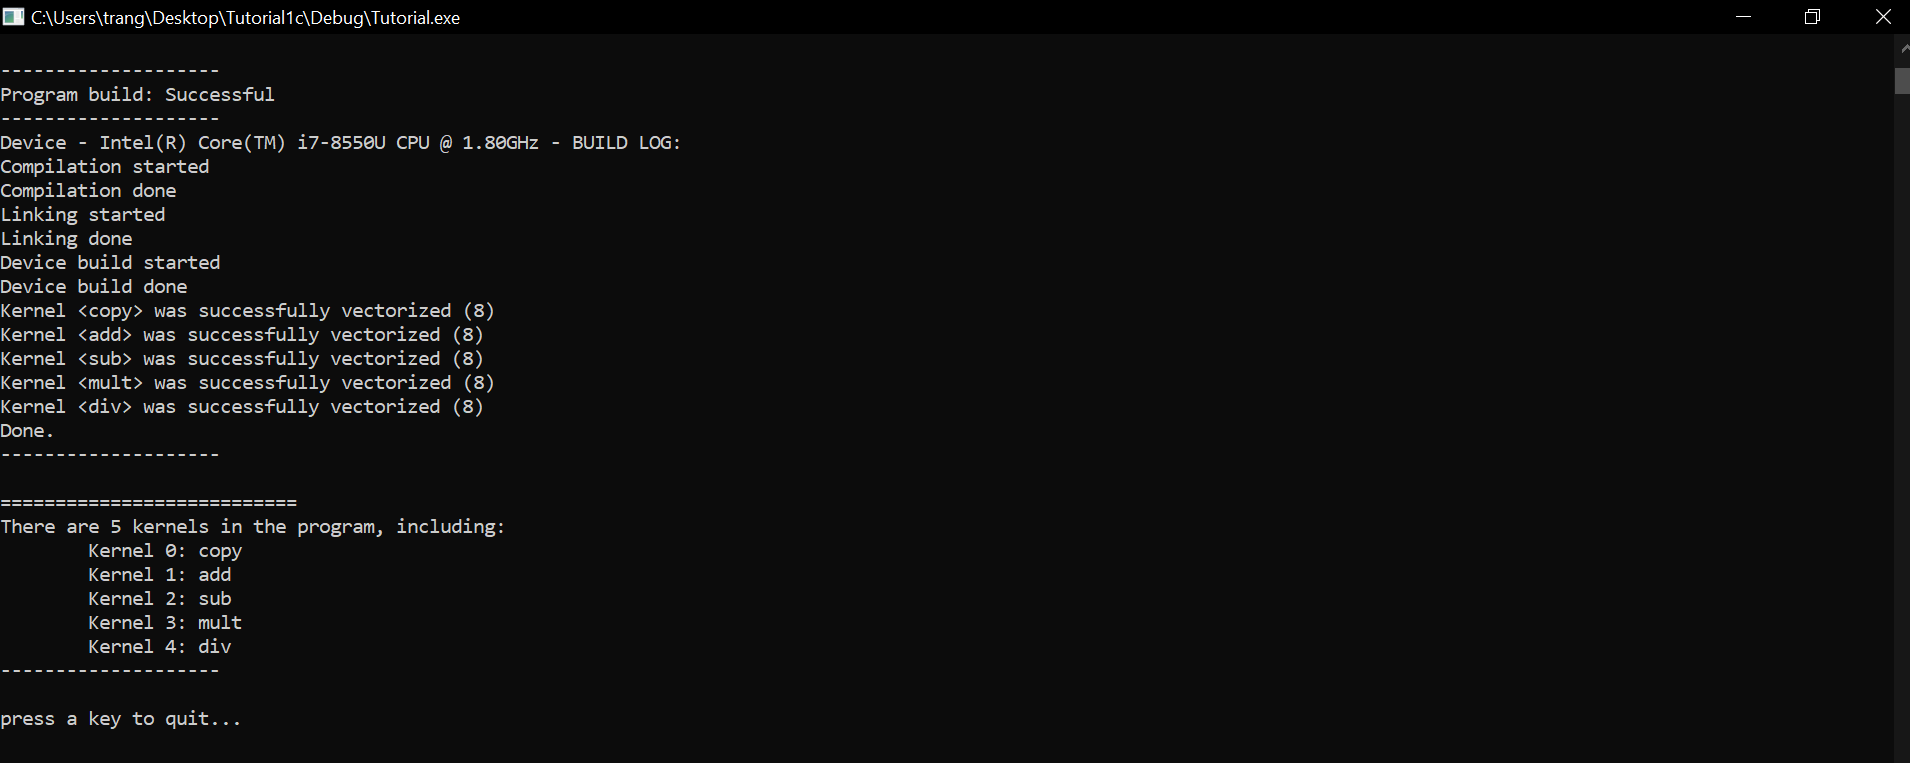 C:\Users\trang\Desktop\Tutorial1c\Debug\Tutorial.exe
--------------------
Program build: Successful
--------------------
Device - Intel(R) Core(TM) i7-8550U CPU @ 1.80GHz - BUILD LOG:
Compilation started
Compilation done
Linking started
Linking done
Device build started
Device build done
Kernel <copy> was successfully vectorized (8)
Kernel <add> was successfully vectorized (8)
Kernel <sub> was successfully vectorized (8)
Kernel <mult> was successfully vectorized (8)
Kernel <div> was successfully vectorized (8)
Done.
--------------------
===========================
There are 5 kernels in the program, including:
Kernel 0: copy
Kernel 1: add
Kernel 2: sub
Kernel 3: mult
Kernel 4: div
--------------------
press a key to quit...